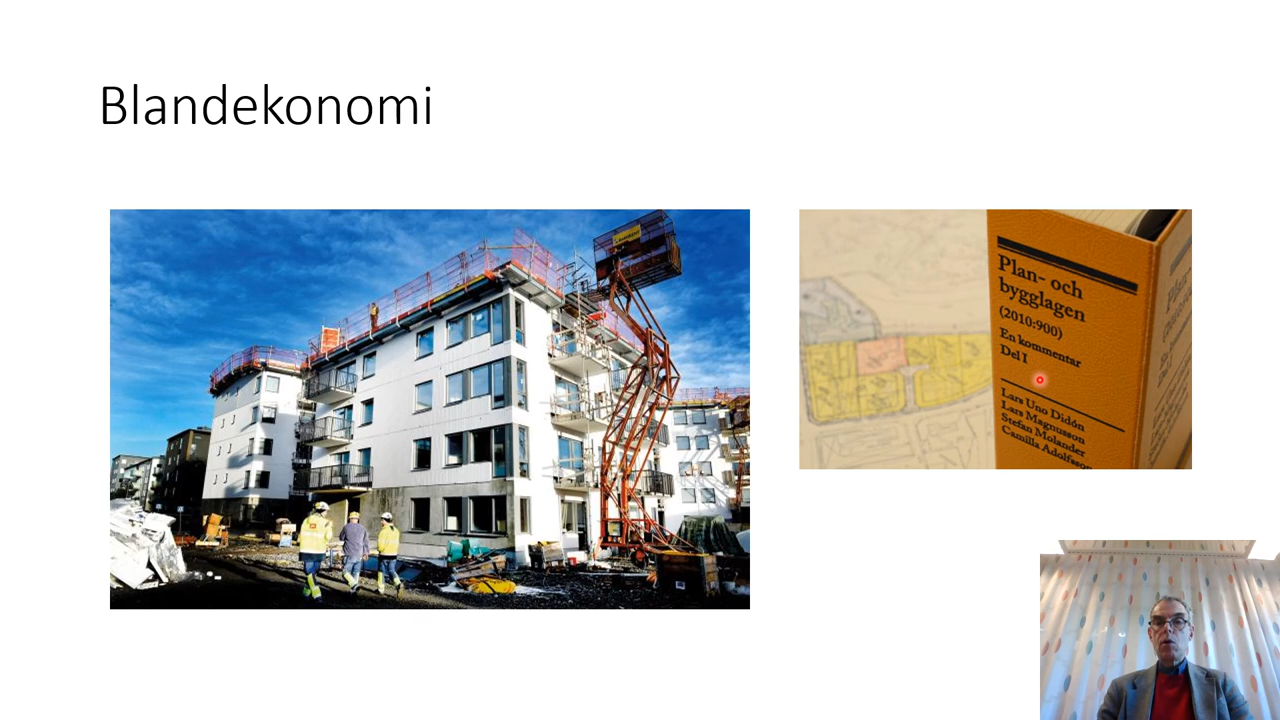 Blandekonomi
Plan- och
bygglagen
(2010:900)
En kommentar
Del I
Lars Uno Didón
Lars Magnusson
Stefan Molander
Camilla Adolfsson